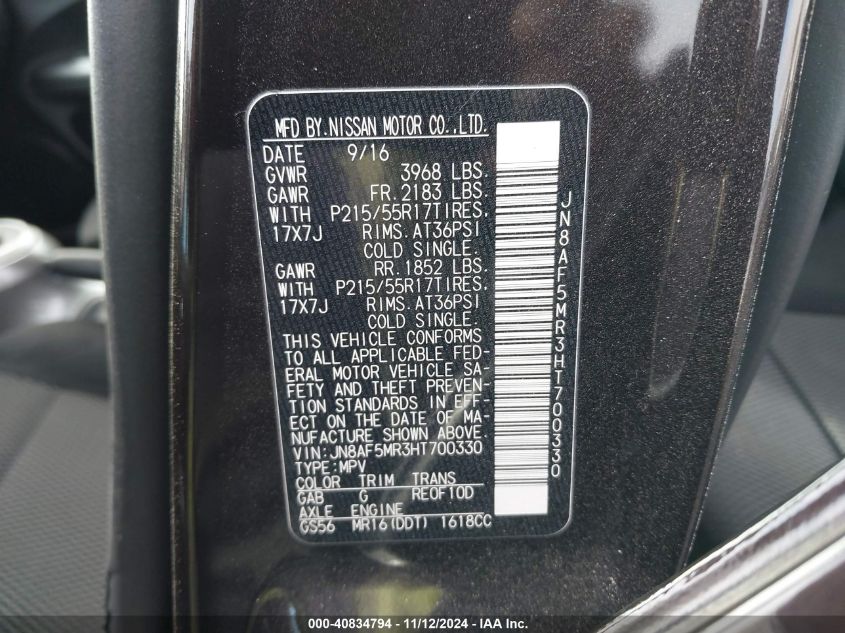 MFD BY.NISSAN MOTOR CO.,LTD.
DATE 9/16
GVWR 3968 LBS.
GAWR FR.2183 LBS.
WITH P215/55R17TIRES.
17X7J RIMS.AT36PSI
COLD SINGLE.
GAWR RR.1852 LBS.
WITH P215/55R17TIRES.
17X7J RIMS.AT36PSI
COLD SINGLE.
THIS VEHICLE CONFORMS
TO ALL APPLICABLE FED-
ERAL MOTOR VEHICLE SA-
FETY AND THEFT PREVEN-
TION STANDARDS IN EFF-
ECT ON THE DATE OF MA-
NUFACTURE SHOWN ABOVE.
VIN:JN8AF5MR3HT700330
TYPE:MPV
COLOR TRIM TRANS
GAB G RE0F10D
AXLE ENGINE
GS56 MR16(DDT) 1618CC
JN8AF5MR3HT700330
000-40834794 - 11/12/2024 - IAAI.com.